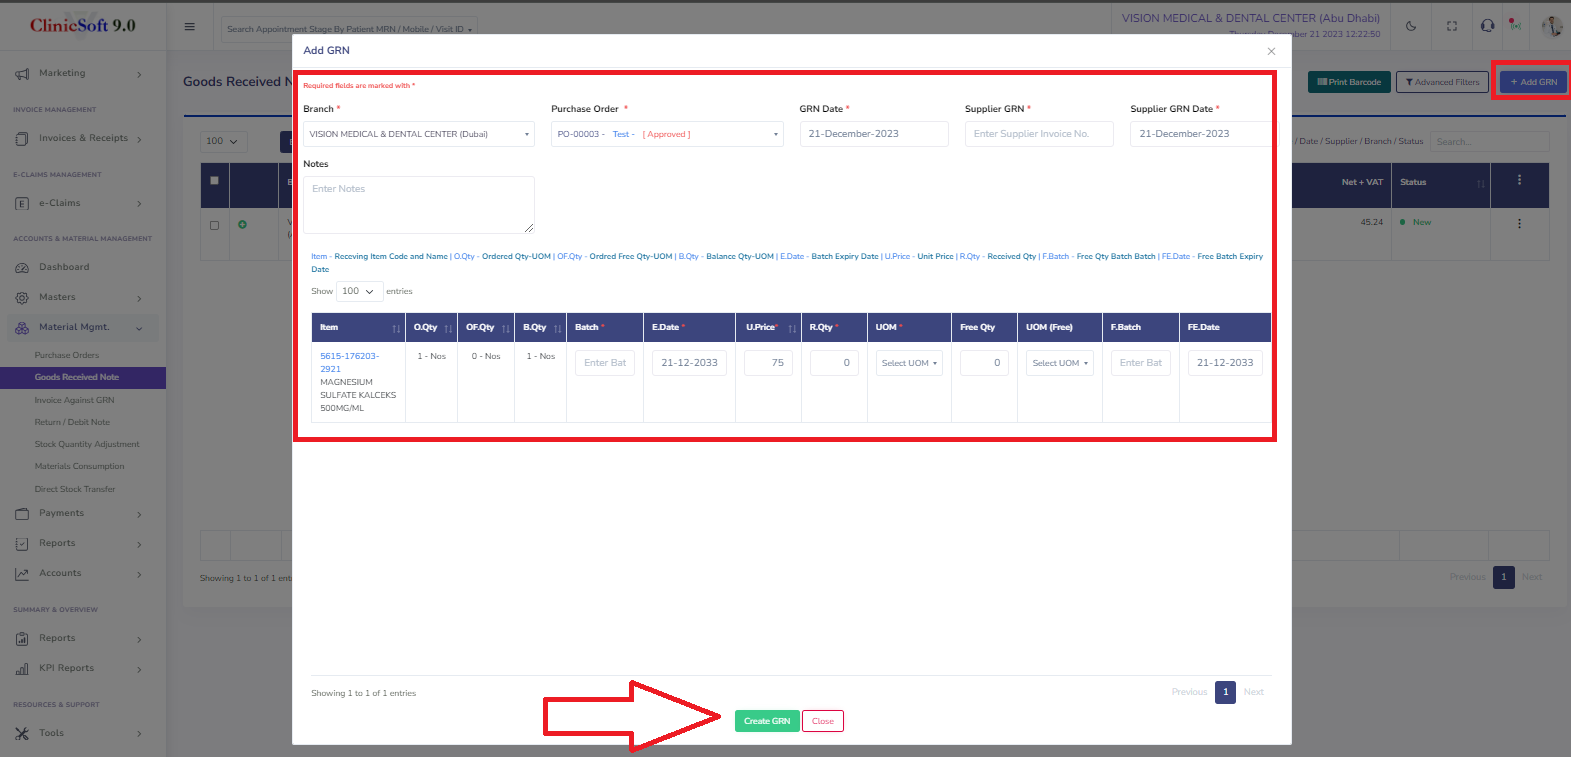 ClinicSoft 9.0
Search Appointment Stage By Patient MRN / Mobile / Visit ID
VISION MEDICAL & DENTAL CENTER (Abu Dhabi)
Thursday December 21 2023 12:22:50
Marketing
INVOICE MANAGEMENT
Invoices & Receipts
E-CLAIMS MANAGEMENT
e-Claims
ACCOUNTS & MATERIAL MANAGEMENT
Dashboard
Masters
Material Mgmt.
Purchase Orders
Goods Received Note
Invoice Against GRN
Return / Debit Note
Stock Quantity Adjustment
Materials Consumption
Direct Stock Transfer
Payments
Reports
Accounts
SUMMARY & OVERVIEW
Reports
KPI Reports
RESOURCES & SUPPORT
Tools
Goods Received N
Print Barcode
Advanced Filters
+ Add GRN
100
/ Date / Supplier / Branch / Status
Search...
Net + VAT
Status
45.24
New
Showing 1 to 1 of 1 ent
Previous 1 Next
Add GRN
×
Required fields are marked with *
Branch *
Purchase Order *
GRN Date *
Supplier GRN *
Supplier GRN Date *
VISION MEDICAL & DENTAL CENTER (Dubai)
PO-00003 - Test - [ Approved ]
21-December-2023
Enter Supplier Invoice No.
21-December-2023
Notes
Enter Notes
Item - Receving Item Code and Name | O.Qty - Ordered Qty-UOM | OF.Qty - Ordred Free Qty-UOM | B.Qty - Balance Qty-UOM | E.Date - Batch Expiry Date | U.Price - Unit Price | R.Qty - Received Qty | F.Batch - Free Qty Batch Batch | FE.Date - Free Batch Expiry
Date
Show 100 entries
Item O.Qty OF.Qty B.Qty Batch * E.Date * U.Price* R.Qty * UOM * Free Qty UOM (Free) F.Batch FE.Date
5615-176203- 1 - Nos 0 - Nos 1 - Nos Enter Bat 21-12-2033 75 0 Select UOM 0 Select UOM Enter Bat 21-12-2033
2921
MAGNESIUM
SULFATE KALCEKS
500MG/ML
Showing 1 to 1 of 1 entries
Previous 1 Next
Create GRN
Close